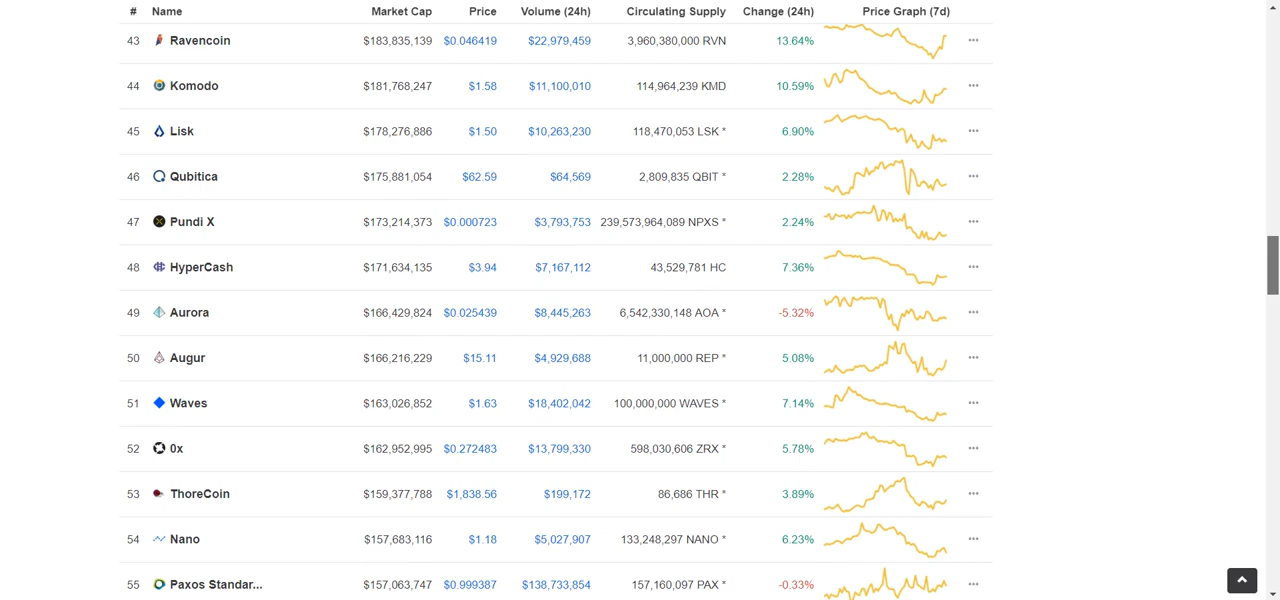 # Name Market Cap Price Volume (24h) Circulating Supply Change (24h) Price Graph (7d)
43 Ravencoin $183,835,139 $0.046419 $22,979,459 3,960,380,000 RVN 13.64%
44 Komodo $181,768,247 $1.58 $11,100,010 114,964,239 KMD 10.59%
45 Lisk $178,276,886 $1.50 $10,263,230 118,470,053 LSK * 6.90%
46 Qubitica $175,881,054 $62.59 $64,569 2,809,835 QBIT * 2.28%
47 Pundi X $173,214,373 $0.000723 $3,793,753 239,573,964,089 NPXS * 2.24%
48 HyperCash $171,634,135 $3.94 $7,167,112 43,529,781 HC 7.36%
49 Aurora $166,429,824 $0.025439 $8,445,263 6,542,330,148 AOA * -5.32%
50 Augur $166,216,229 $15.11 $4,929,688 11,000,000 REP * 5.08%
51 Waves $163,026,852 $1.63 $18,402,042 100,000,000 WAVES * 7.14%
52 0x $162,952,995 $0.272483 $13,799,330 598,030,606 ZRX * 5.78%
53 ThoreCoin $159,377,788 $1,838.56 $199,172 86,686 THR * 3.89%
54 Nano $157,683,116 $1.18 $5,027,907 133,248,297 NANO * 6.23%
55 Paxos Standar... $157,063,747 $0.999387 $138,733,854 157,160,097 PAX * -0.33%